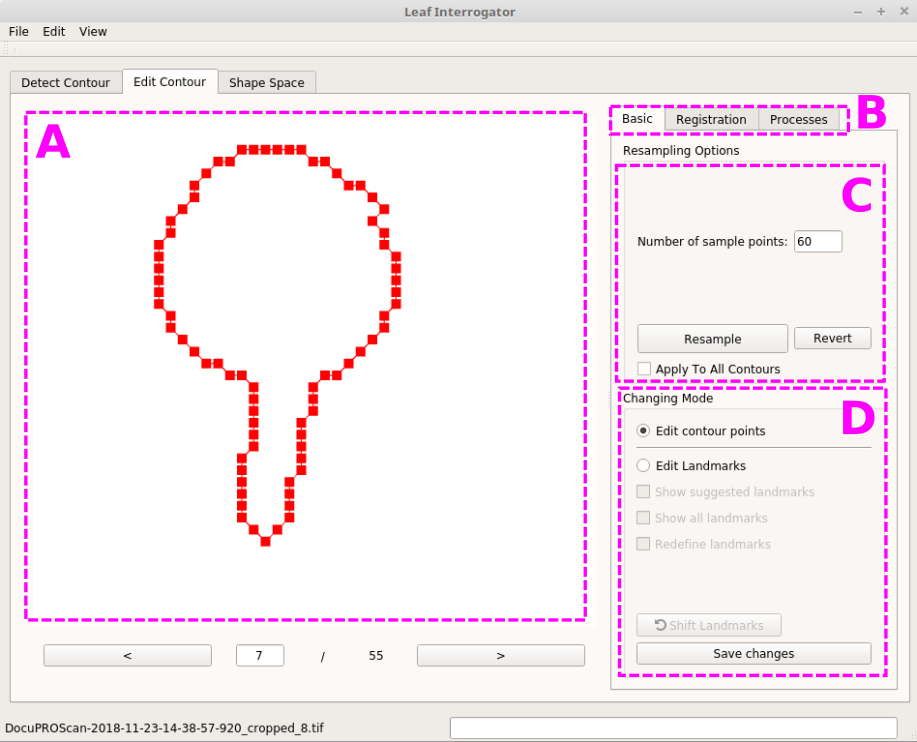 Leaf Interrogator
File Edit View
Detect Contour Edit Contour Shape Space
A
B
Basic Registration Processes
Resampling Options
C
Number of sample points: 60
Resample Revert
Apply To All Contours
Changing Mode
D
Edit contour points
Edit Landmarks
Show suggested landmarks
Show all landmarks
Redefine landmarks
Shift Landmarks
Save changes
< 7 / 55 >
DocuPROScan-2018-11-23-14-38-57-920_cropped_8.tif